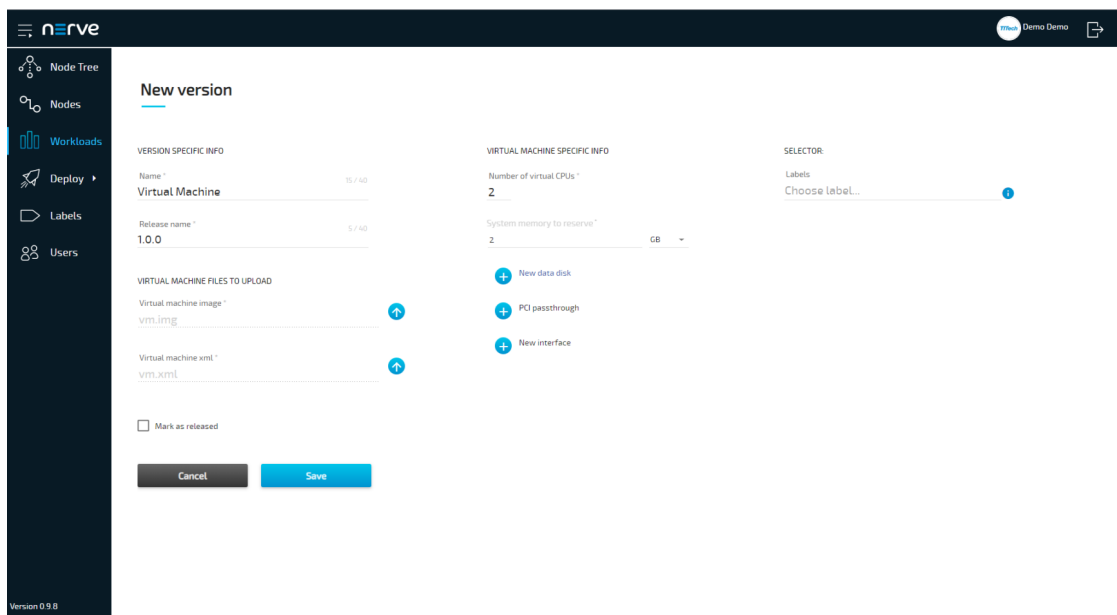 nerve
TTTech
Demo Demo
Node Tree
Nodes
Workloads
Deploy
Labels
Users
Version 0.9.8
New version
VERSION SPECIFIC INFO
Name *
15 / 40
Virtual Machine
Release name *
5 / 40
1.0.0
VIRTUAL MACHINE FILES TO UPLOAD
Virtual machine image *
vm.img
Virtual machine xml *
vm.xml
Mark as released
Cancel
Save
VIRTUAL MACHINE SPECIFIC INFO
Number of virtual CPUs *
2
System memory to reserve *
2
GB
New data disk
PCI passthrough
New interface
SELECTOR:
Labels
Choose label...